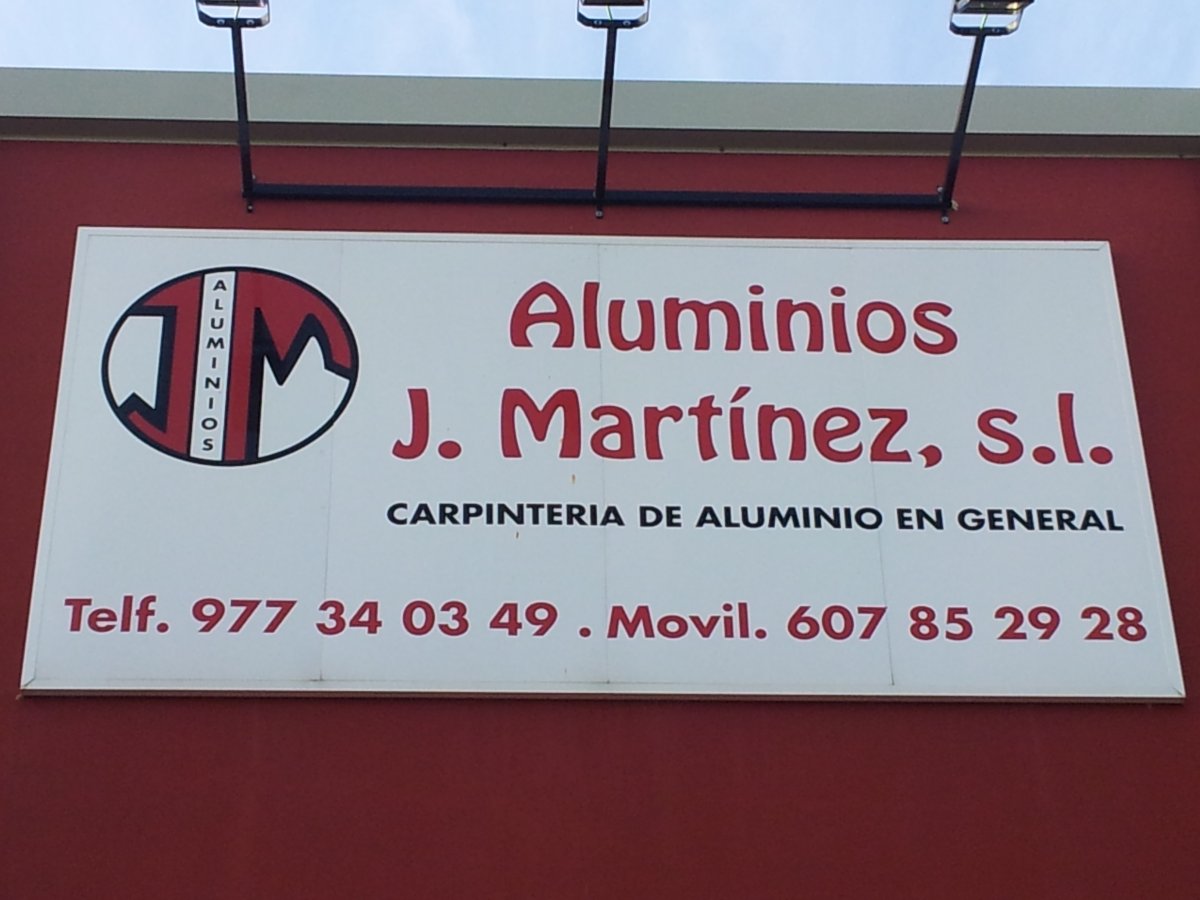 JM
ALUMINIOS
Aluminios
J. Martínez, s.l.
CARPINTERIA DE ALUMINIO EN GENERAL
Telf. 977 34 03 49 . Movil. 607 85 29 28